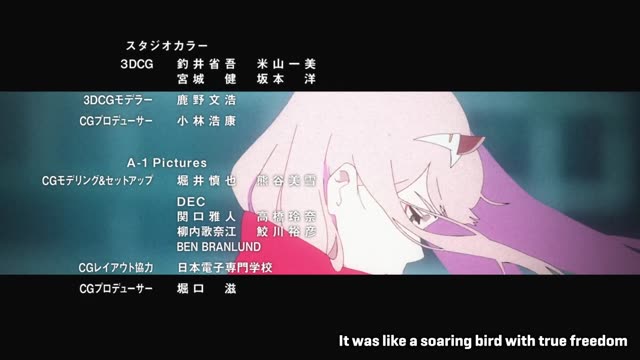 スタジオカラー
3DCG 釣井省吾 米山一美
宮城 健 坂本 洋
3DCGモデラー 鹿野文浩
CGプロデューサー 小林浩康
A-1 Pictures
CGモデリング&セットアップ 堀井慎也 熊谷美雪
DEC
関口雅人 高橋玲奈
柳内歌奈江 鮫川裕彦
BEN BRANLUND
CGレイアウト協力 日本電子専門学校
CGプロデューサー 堀口 滋
It was like a soaring bird with true freedom